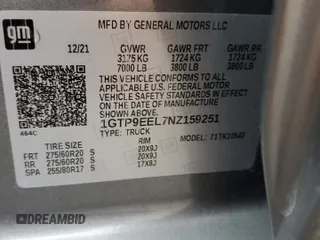 gm
MFD BY GENERAL MOTORS LLC
12/21 GVWR GAWR FRT GAWR RR
3175 KG 1724 KG 1724 KG
7000 LB 3800 LB 3800 LB
THIS VEHICLE CONFORMS TO ALL
APPLICABLE U.S. FEDERAL MOTOR
VEHICLE SAFETY STANDARDS IN
EFFECT ON THE DATE OF
MANUFACTURE SHOWN ABOVE.
1GTP9EEL7NZ159251
464C TYPE: TRUCK
TIRE SIZE RIM MODEL:
FRT 275/60R20 S 20X9J
RR 275/60R20 S 20X9J
SPA 255/80R17 S 17X8J
DREAMBID